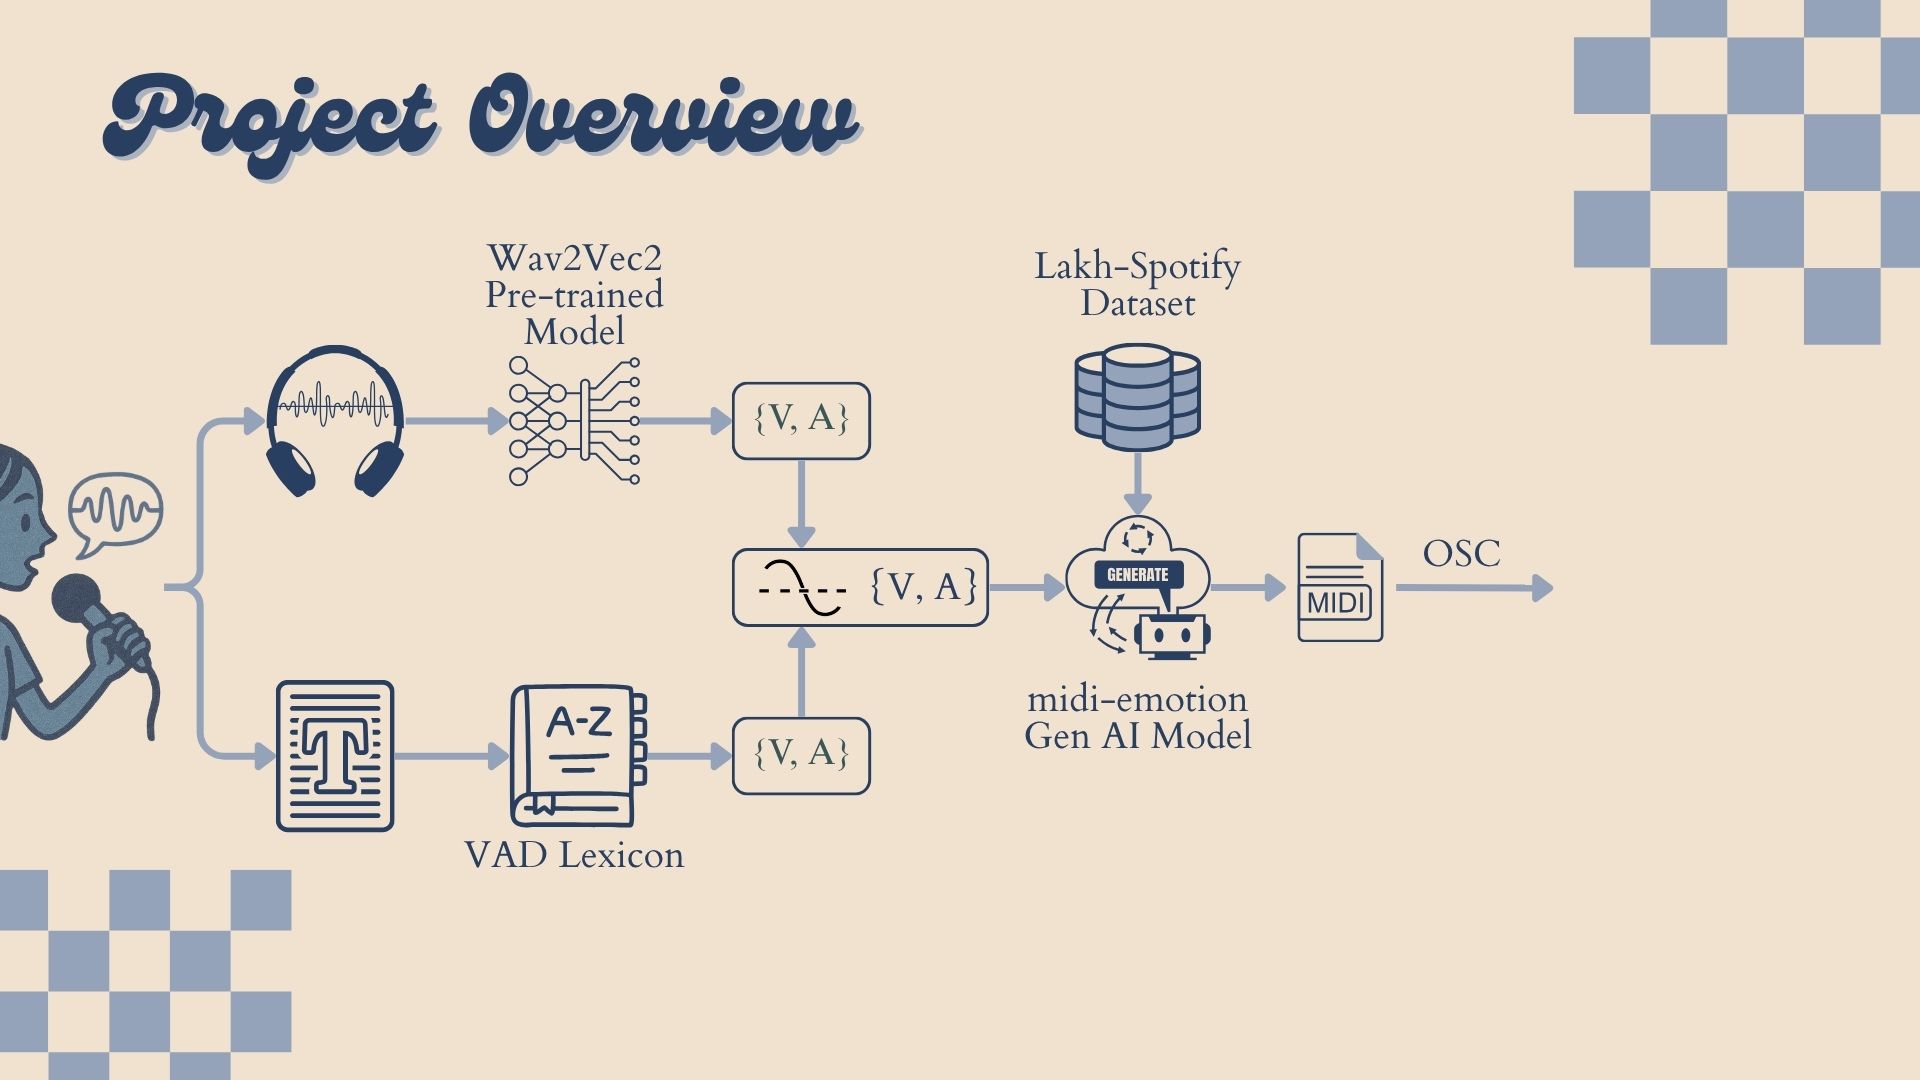 Project Overview
Wav2Vec2
Pre-trained
Model
{V, A}
Lakh-Spotify
Dataset
{V, A}
GENERATE
MIDI
OSC
midi-emotion
Gen AI Model
T
A-Z
VAD Lexicon
{V, A}